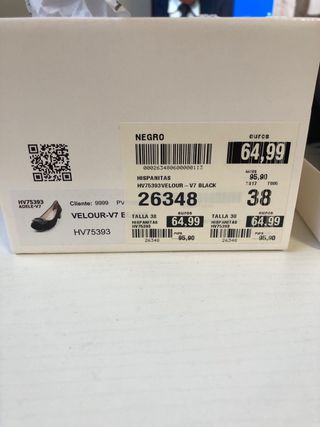 NEGRO
euros
64,99
0002634806000011?
95,90
HISPANITAS
HV75393VELOUR - V7 BLACK
26348
38
HV75393
ADELE-V7
Cliente: 9999
VELOUR-V7 B
HV75393
TALLA 38
euros
64,99
HISPANITAS
HV75393
95,90
26348
TALLA 38
euros
64,99
HISPANITAS
HV75393
95,90
26348